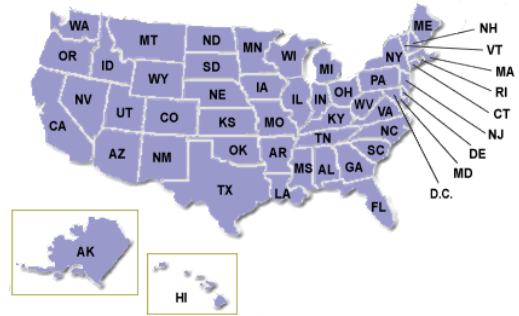 WA
ME
NH
MT
ND
VT
OR
MN
ID
WI
NY
MA
SD
MI
WY
RI
IA
PA
NE
NV
OH
CT
IL
IN
UT
NJ
CO
WV
VA
KS
MO
KY
CA
DE
NC
TN
MD
OK
AZ
NM
AR
SC
D.C.
MS
AL
GA
TX
LA
FL
AK
HI